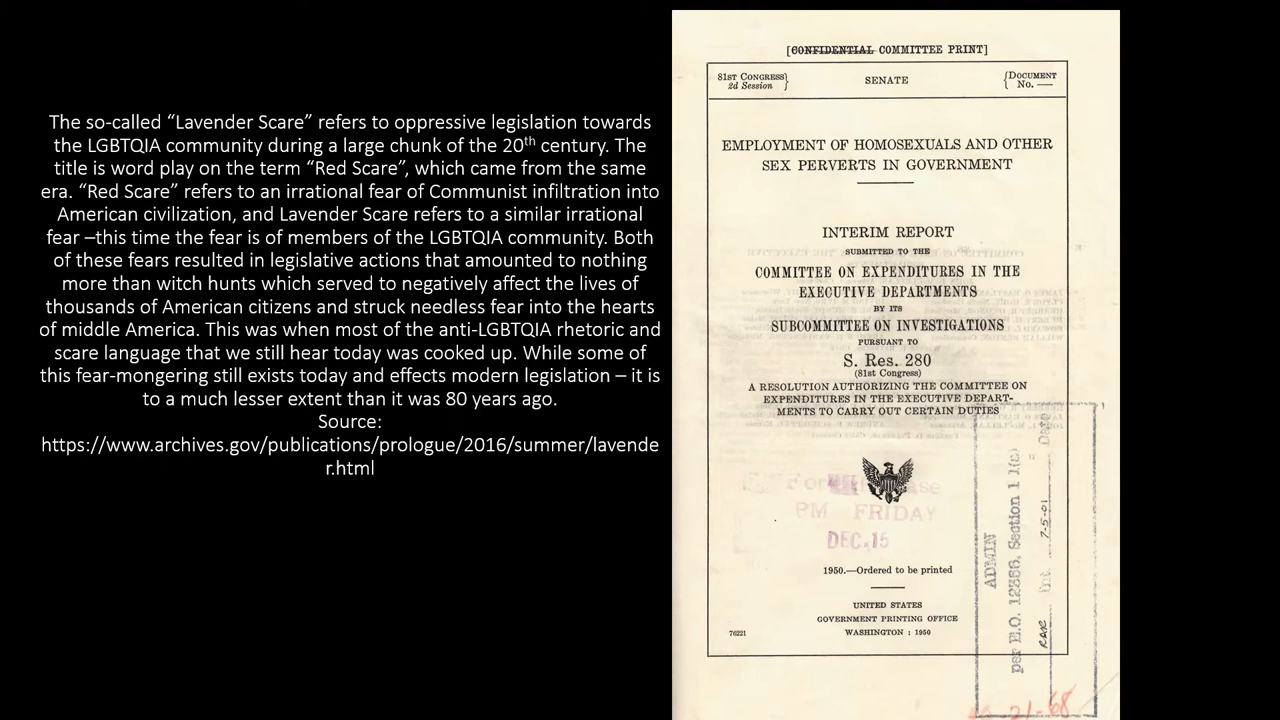 The so-called “Lavender Scare” refers to oppressive legislation towards
the LGBTQIA community during a large chunk of the 20th century. The
title is word play on the term “Red Scare”, which came from the same
era. “Red Scare” refers to an irrational fear of Communist infiltration into
American civilization, and Lavender Scare refers to a similar irrational
fear –this time the fear is of members of the LGBTQIA community. Both
of these fears resulted in legislative actions that amounted to nothing
more than witch hunts which served to negatively affect the lives of
thousands of American citizens and struck needless fear into the hearts
of middle America. This was when most of the anti-LGBTQIA rhetoric and
scare language that we still hear today was cooked up. While some of
this fear-mongering still exists today and effects modern legislation – it is
to a much lesser extent than it was 80 years ago.
Source:
https://www.archives.gov/publications/prologue/2016/summer/lavende
r.html
[CONFIDENTIAL COMMITTEE PRINT]
81ST CONGRESS
2d Session
SENATE
DOCUMENT
No. —
EMPLOYMENT OF HOMOSEXUALS AND OTHER
SEX PERVERTS IN GOVERNMENT
INTERIM REPORT
SUBMITTED TO THE
COMMITTEE ON EXPENDITURES IN THE
EXECUTIVE DEPARTMENTS
BY ITS
SUBCOMMITTEE ON INVESTIGATIONS
PURSUANT TO
S. Res. 280
(81st Congress)
A RESOLUTION AUTHORIZING THE COMMITTEE ON
EXPENDITURES IN THE EXECUTIVE DEPART-
MENTS TO CARRY OUT CERTAIN DUTIES
PM FRIDAY
DEC 15
1950.—Ordered to be printed
UNITED STATES
GOVERNMENT PRINTING OFFICE
WASHINGTON : 1950
76221
ADMIN
per E.O. 12356, Section 1 1(a)
RAR Int. 7-5-01 Date
21-68